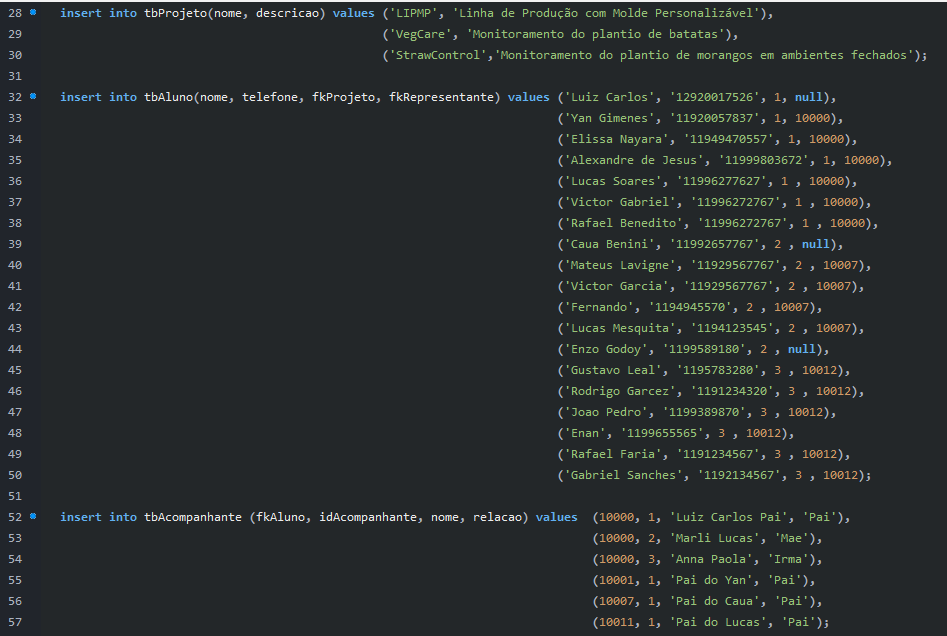 28 insert into tbProjeto(nome, descricao) values ('LIPMP', 'Linha de Produção com Molde Personalizável'),
29 ('VegCare', 'Monitoramento do plantio de batatas'),
30 ('StrawControl','Monitoramento do plantio de morangos em ambientes fechados');
31
32 insert into tbAluno(nome, telefone, fkProjeto, fkRepresentante) values ('Luiz Carlos', '12920017526', 1, null),
33 ('Yan Gimenes', '11920057837', 1, 10000),
34 ('Elissa Nayara', '11949470557', 1, 10000),
35 ('Alexandre de Jesus', '11999803672', 1, 10000),
36 ('Lucas Soares', '11996277627', 1 , 10000),
37 ('Victor Gabriel', '11996272767', 1 , 10000),
38 ('Rafael Benedito', '11996272767', 1 , 10000),
39 ('Caua Benini', '11992657767', 2 , null),
40 ('Mateus Lavigne', '11929567767', 2 , 10007),
41 ('Victor Garcia', '11929567767', 2 , 10007),
42 ('Fernando', '1194945570', 2 , 10007),
43 ('Lucas Mesquita', '1194123545', 2 , 10007),
44 ('Enzo Godoy', '1199589180', 2 , null),
45 ('Gustavo Leal', '1195783280', 3 , 10012),
46 ('Rodrigo Garcez', '1191234320', 3 , 10012),
47 ('Joao Pedro', '1199389870', 3 , 10012),
48 ('Enan', '1199655565', 3 , 10012),
49 ('Rafael Faria', '1191234567', 3 , 10012),
50 ('Gabriel Sanches', '1192134567', 3 , 10012);
51
52 insert into tbAcompanhante (fkAluno, idAcompanhante, nome, relacao) values (10000, 1, 'Luiz Carlos Pai', 'Pai'),
53 (10000, 2, 'Marli Lucas', 'Mae'),
54 (10000, 3, 'Anna Paola', 'Irma'),
55 (10001, 1, 'Pai do Yan', 'Pai'),
56 (10007, 1, 'Pai do Caua', 'Pai'),
57 (10011, 1, 'Pai do Lucas', 'Pai');